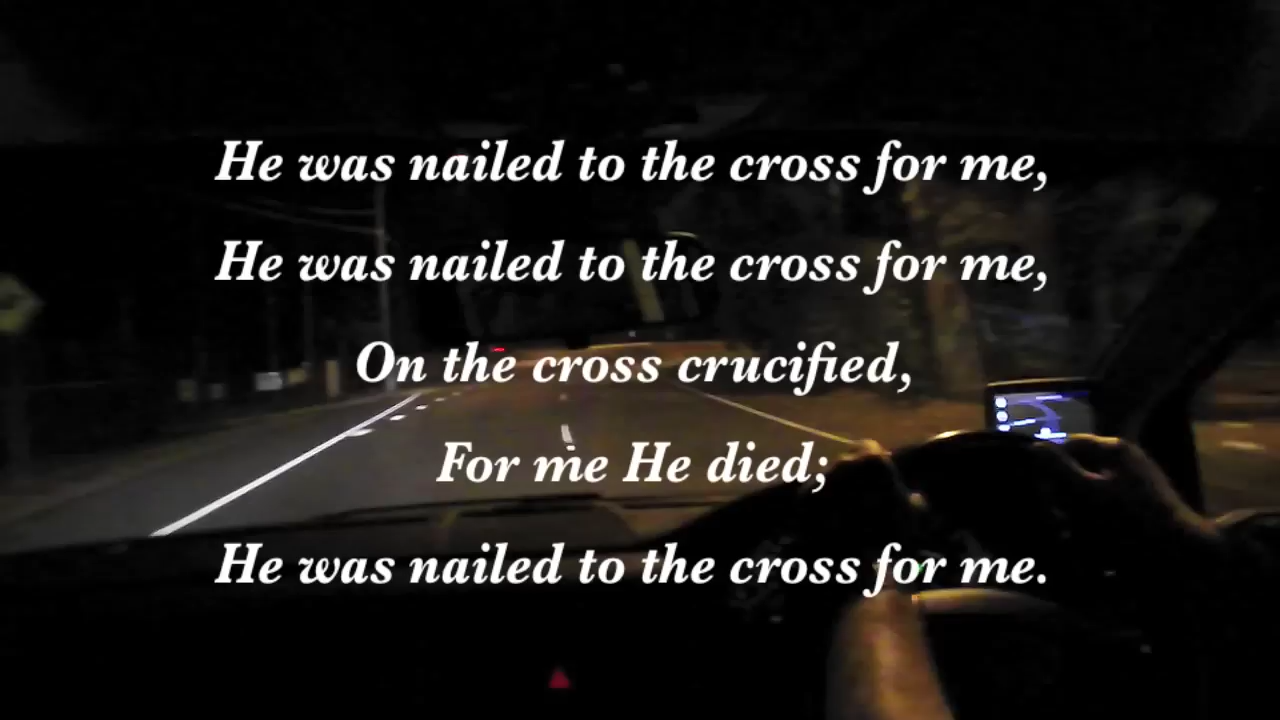 He was nailed to the cross for me,
He was nailed to the cross for me,
On the cross crucified,
For me He died;
He was nailed to the cross for me.